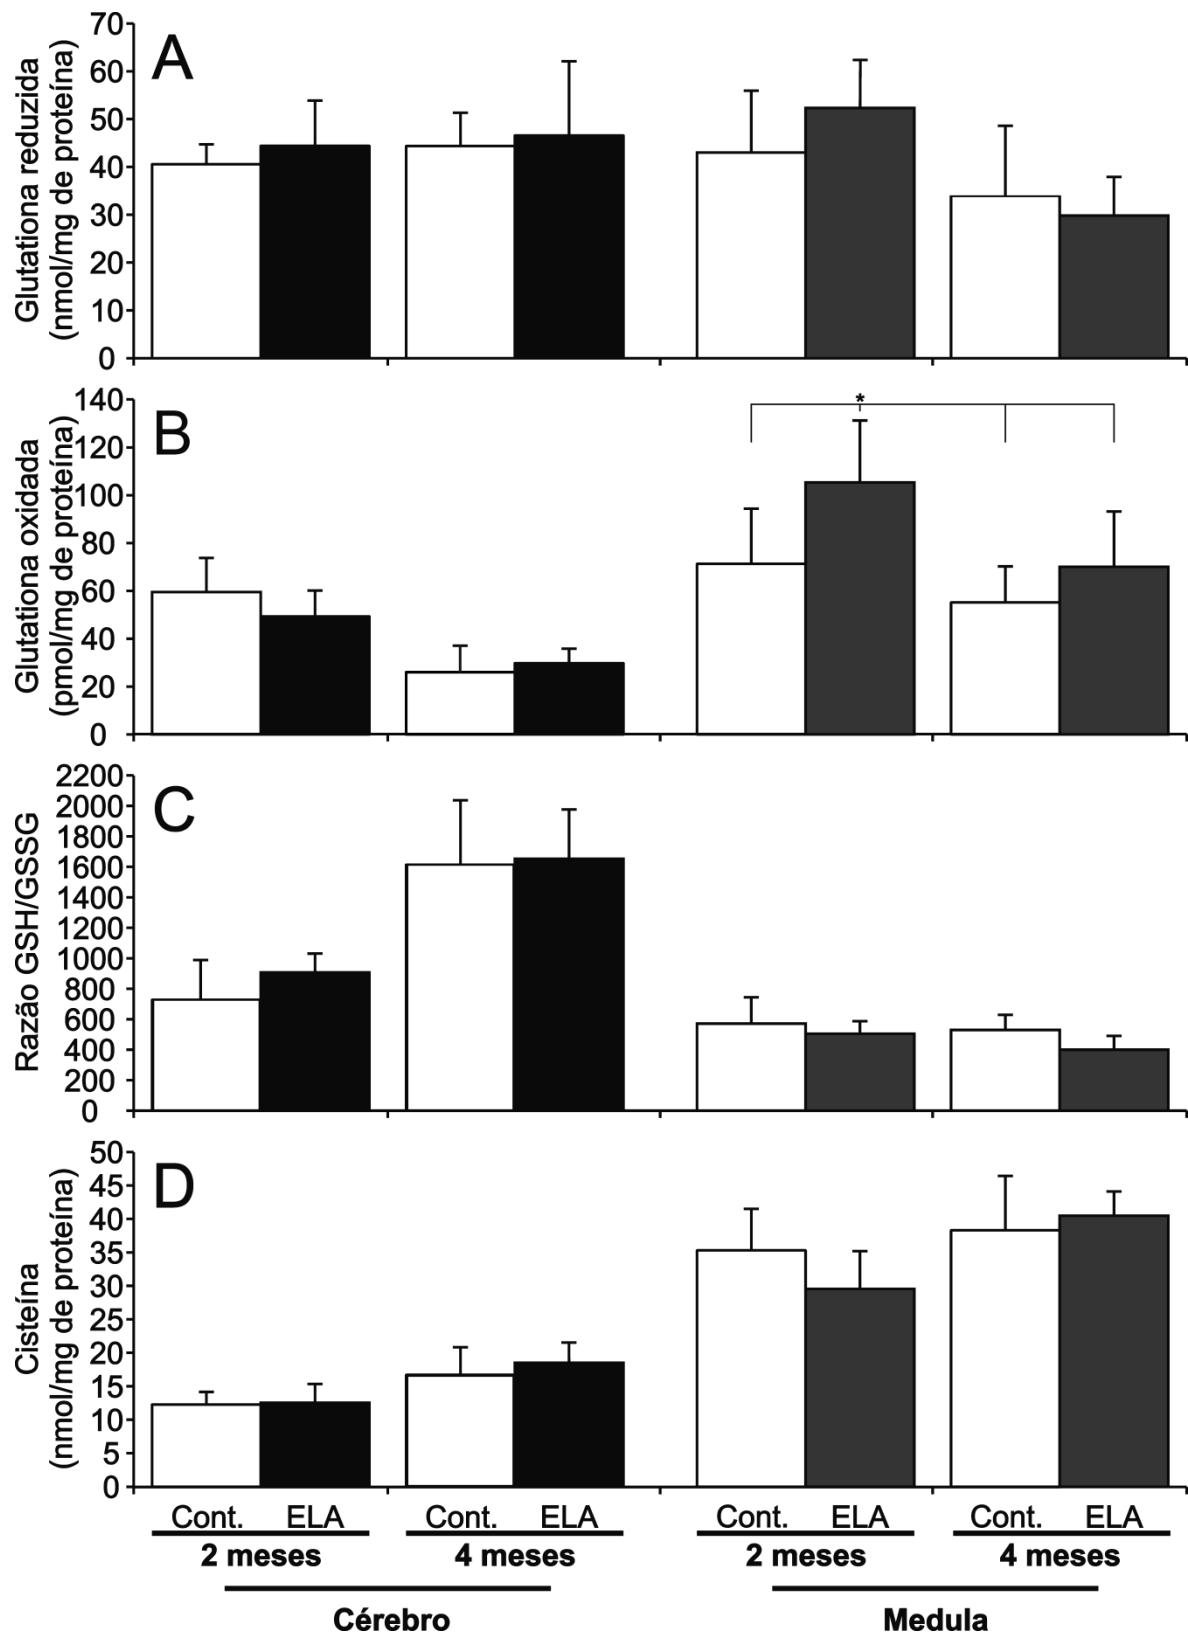 A
Glutationa reduzida
(nmol/mg de proteína)
70
60
50
40
30
20
10
0
B
Glutationa oxidada
(pmol/mg de proteína)
140
120
100
80
60
40
20
0
*
C
Razão GSH/GSSG
2200
2000
1800
1600
1400
1200
1000
800
600
400
200
0
D
Cisteína
(nmol/mg de proteína)
50
45
40
35
30
25
20
15
10
5
0
Cont. ELA Cont. ELA Cont. ELA Cont. ELA
2 meses 4 meses 2 meses 4 meses
Cérebro Medula